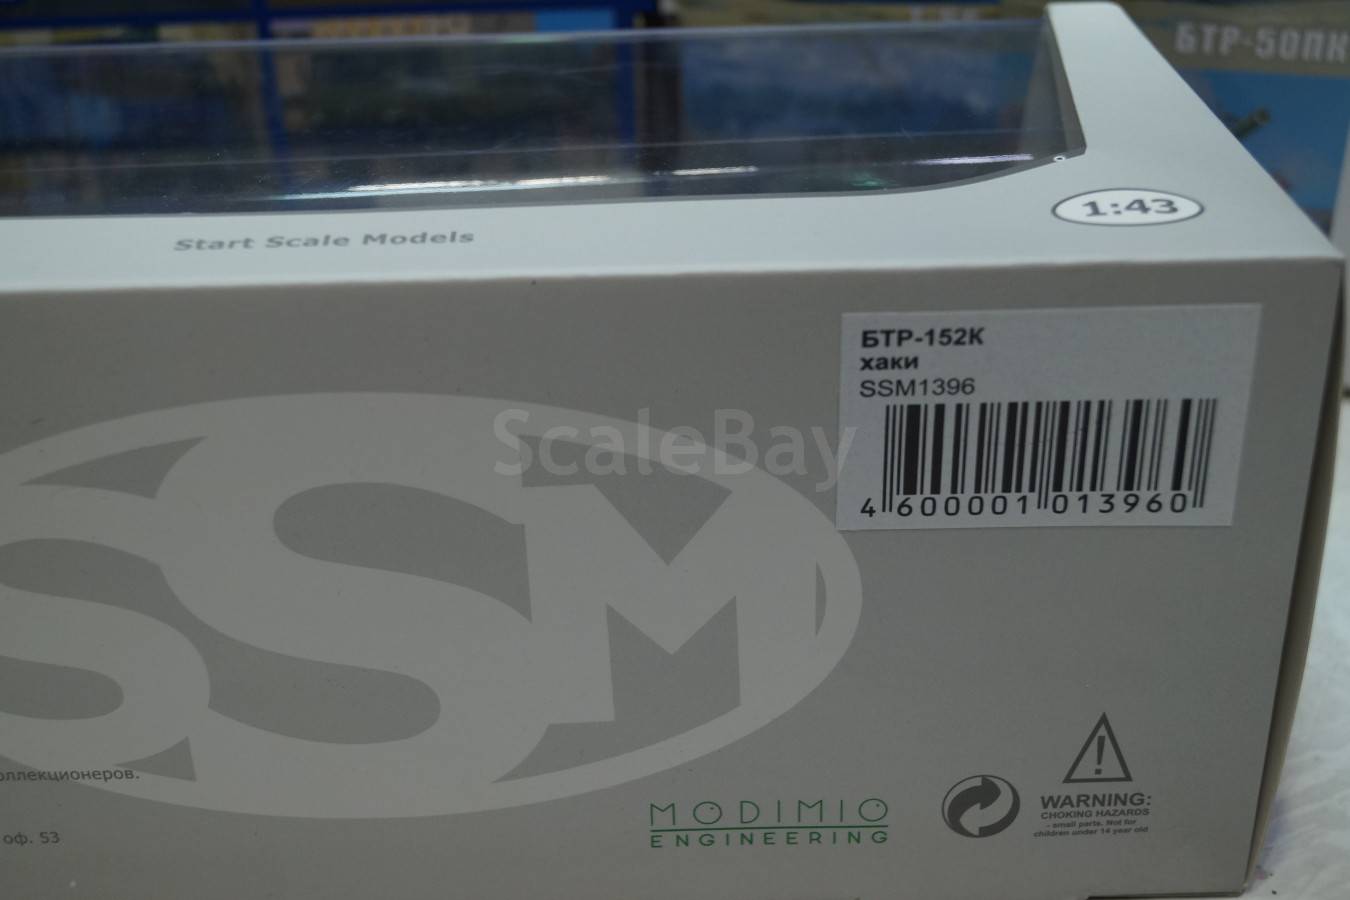 БТР-50ПК
1:43
Start Scale Models
БТР-152К
хаки
SSM1396
4 600001 013960
ScaleBay
SSM
оллекционеров.
оф. 53
MODIMIO
ENGINEERING
WARNING:
CHOKING HAZARDS
- small parts. Not for
children under 14 year old